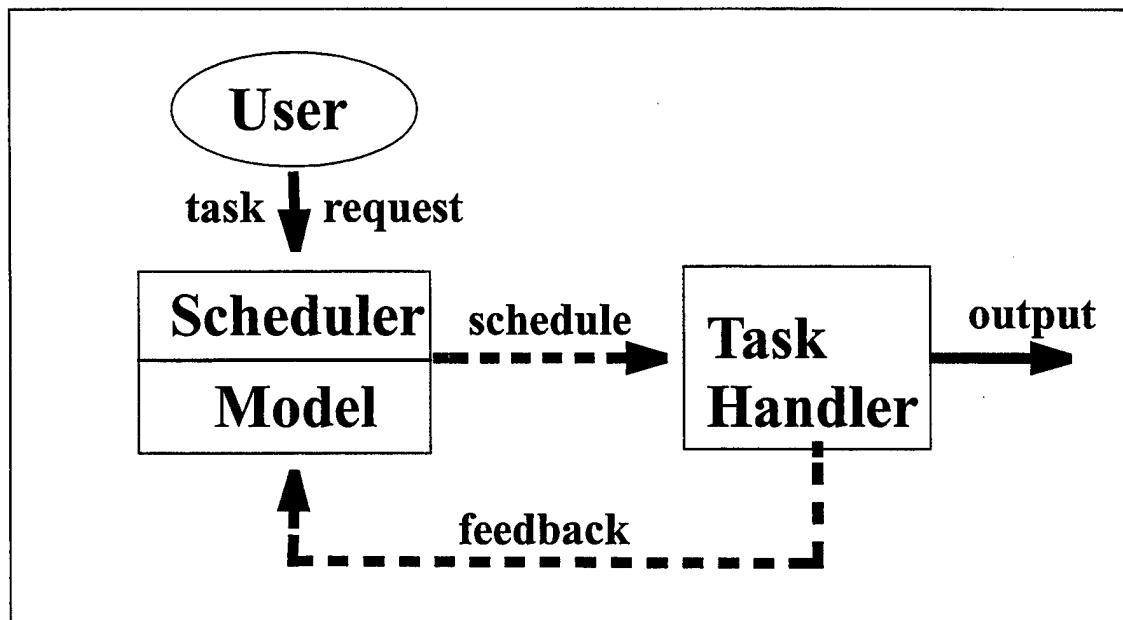 User
task request
Scheduler
schedule
Task
Handler
output
Model
feedback